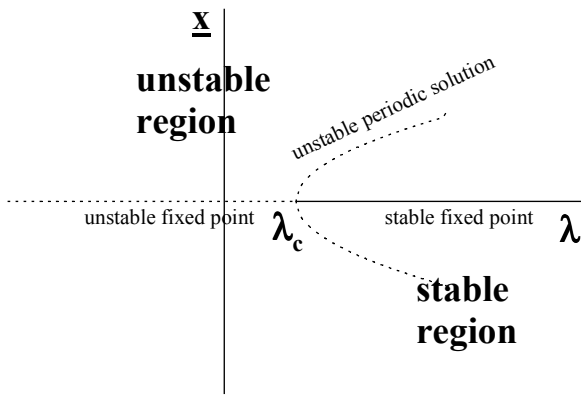 x
unstable
region
unstable periodic solution
unstable fixed point
λc
stable fixed point
λ
stable
region